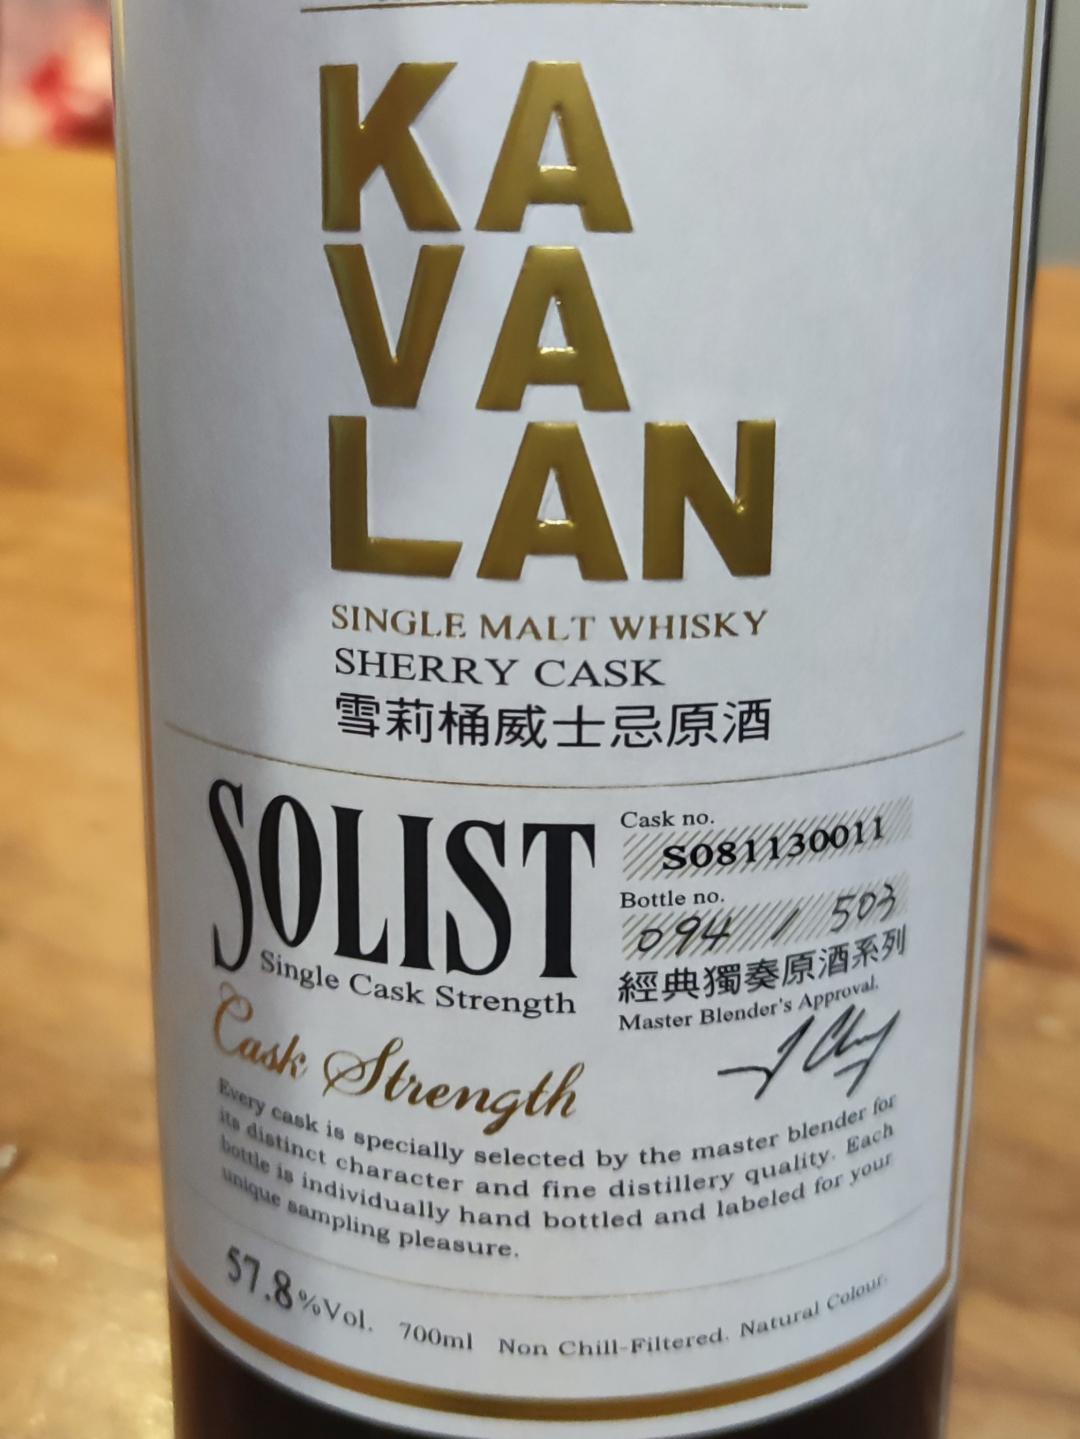 KA
VA
LAN
SINGLE MALT WHISKY
SHERRY CASK
雪莉桶威士忌原酒
SOLIST
Single Cask Strength
Cask Strength
Cask no.
S081130011
Bottle no.
094 / 503
經典獨奏原酒系列
Master Blender's Approval.
Every cask is specially selected by the master blender for
its distinct character and fine distillery quality. Each
bottle is individually hand bottled and labeled for your
unique sampling pleasure.
57.8%Vol. 700ml Non Chill-Filtered. Natural Colour.